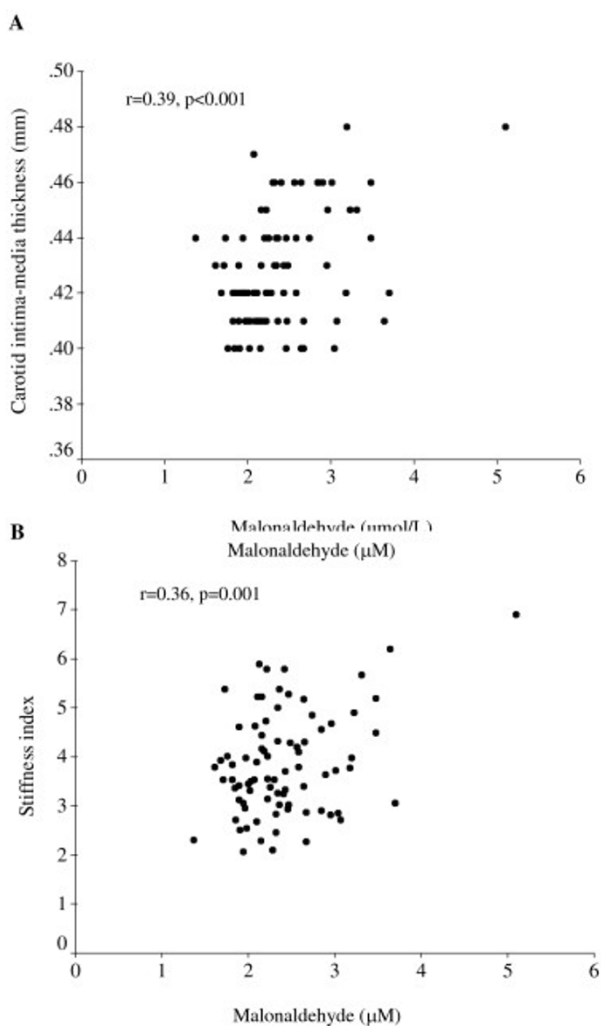 A
.50
r=0.39, p<0.001
.48
.46
.44
.42
.40
.38
.36
Carotid intima-media thickness (mm)
0 1 2 3 4 5 6
Malonaldehyde (µmol/L)
B
Malonaldehyde (µM)
8
r=0.36, p=0.001
7
6
5
4
3
2
1
0
Stiffness index
0 1 2 3 4 5 6
Malonaldehyde (µM)